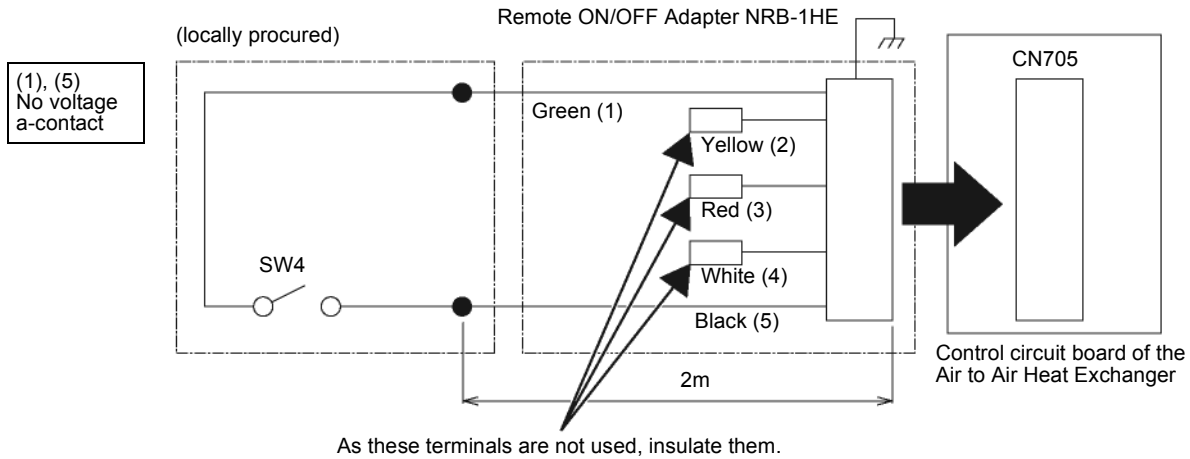 Remote ON/OFF Adapter NRB-1HE
(locally procured)
(1), (5)
No voltage
a-contact
CN705
Green (1)
Yellow (2)
Red (3)
White (4)
Black (5)
SW4
2m
Control circuit board of the
Air to Air Heat Exchanger
As these terminals are not used, insulate them.